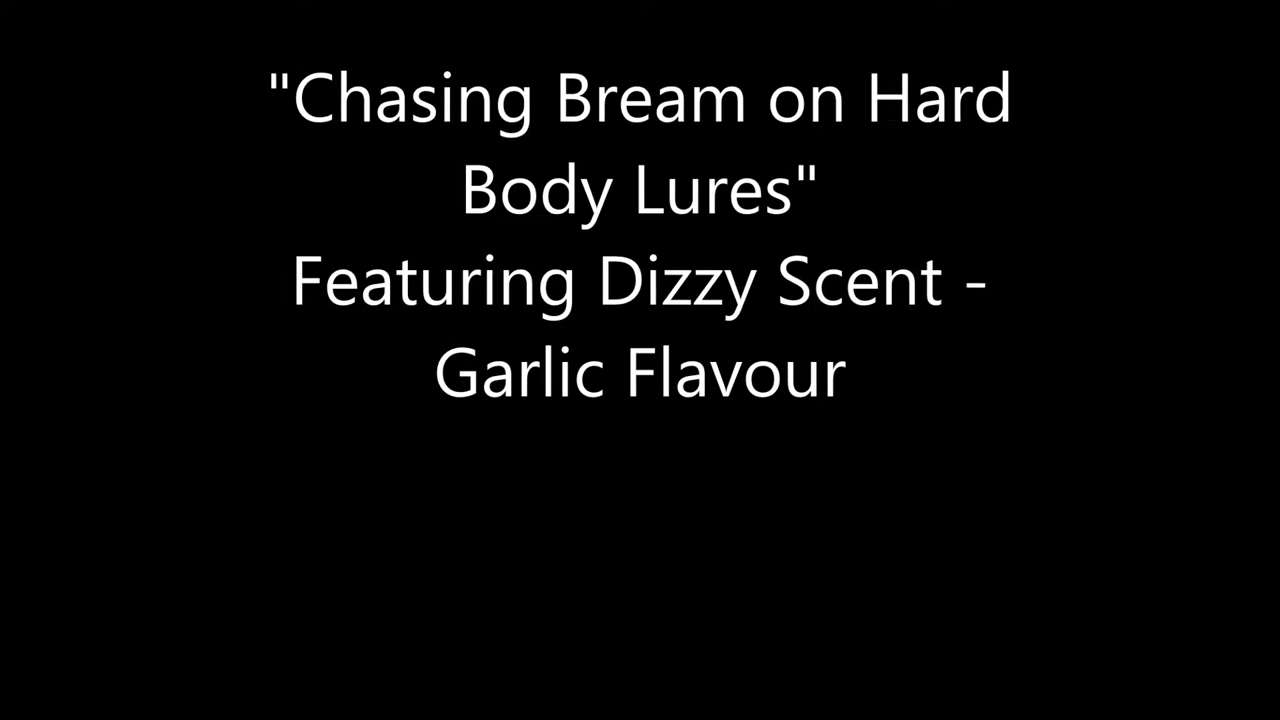 "Chasing Bream on Hard
Body Lures"
Featuring Dizzy Scent -
Garlic Flavour